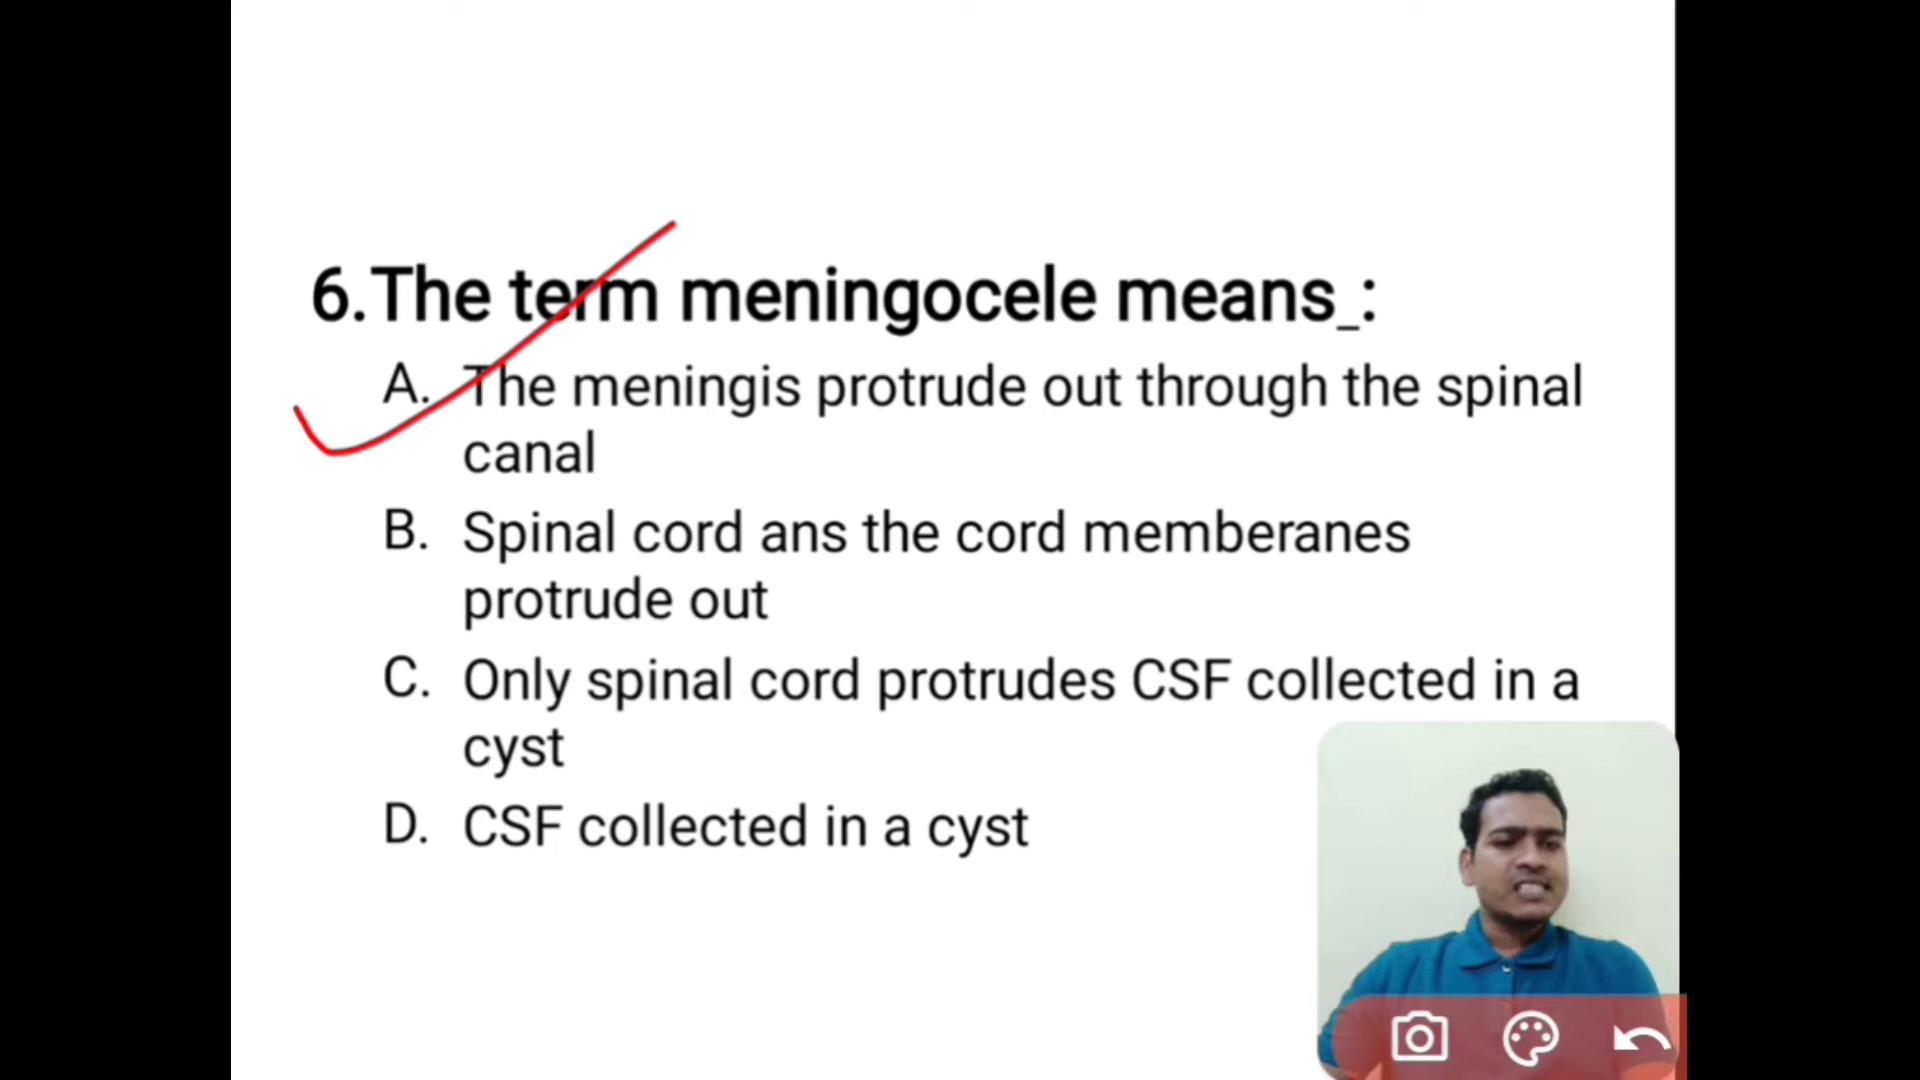 6. The term meningocele means_:
A. The meningis protrude out through the spinal
canal
B. Spinal cord ans the cord memberanes
protrude out
C. Only spinal cord protrudes CSF collected in a
cyst
D. CSF collected in a cyst